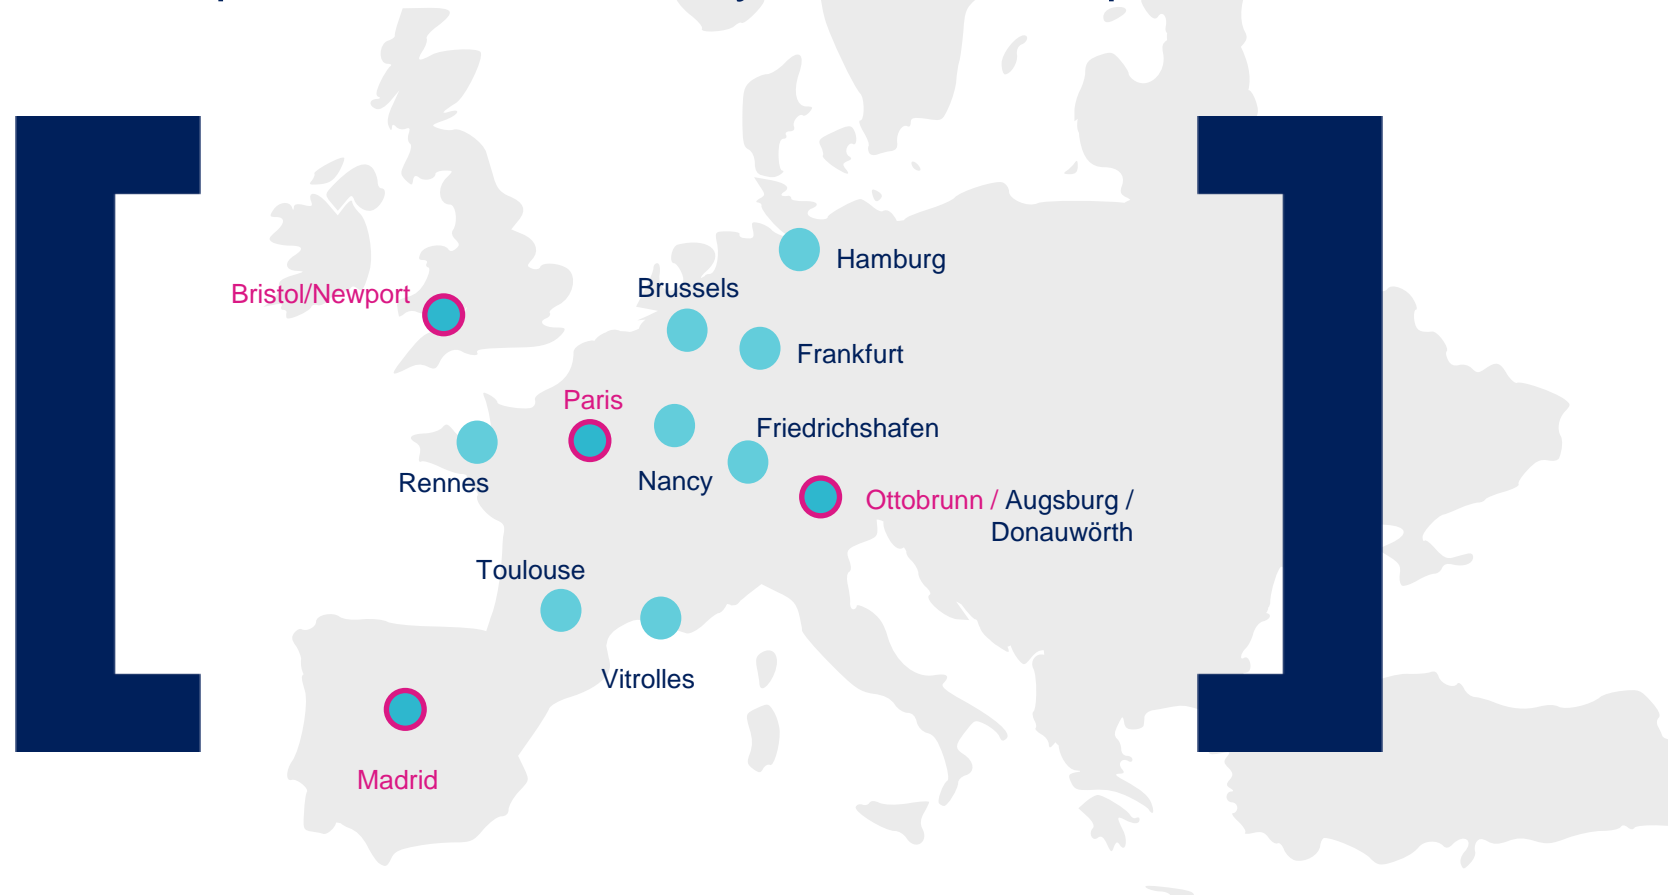 Hamburg
Bristol/Newport
Brussels
Frankfurt
Paris
Friedrichshafen
Rennes
Nancy
Ottobrunn / Augsburg /
Donauwörth
Toulouse
Vitrolles
Madrid